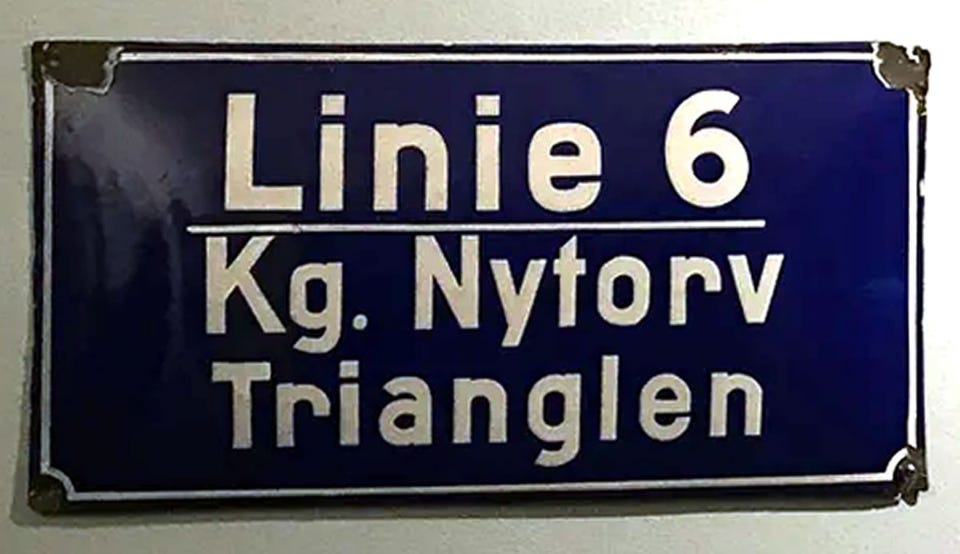 Linie 6
Kg. Nytorv
Trianglen